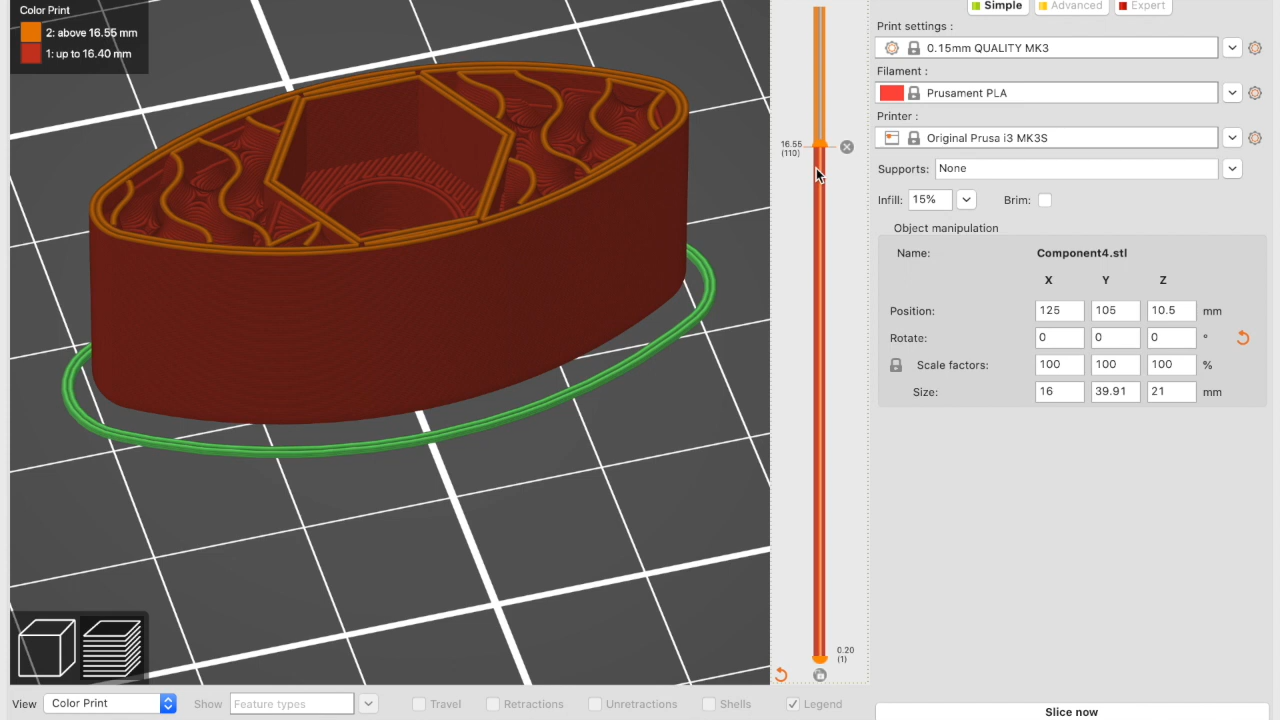 Color Print
2: above 16.55 mm
1: up to 16.40 mm
16.55
(110)
0.20
(1)
Simple
Advanced
Expert
Print settings :
0.15mm QUALITY MK3
Filament :
Prusament PLA
Printer :
Original Prusa i3 MK3S
Supports: None
Infill: 15% Brim:
Object manipulation
Name: Component4.stl
X Y Z
Position: 125 105 10.5 mm
Rotate: 0 0 0 °
Scale factors: 100 100 100 %
Size: 16 39.91 21 mm
View Color Print Show Feature types Travel Retractions Unretractions Shells Legend
Slice now